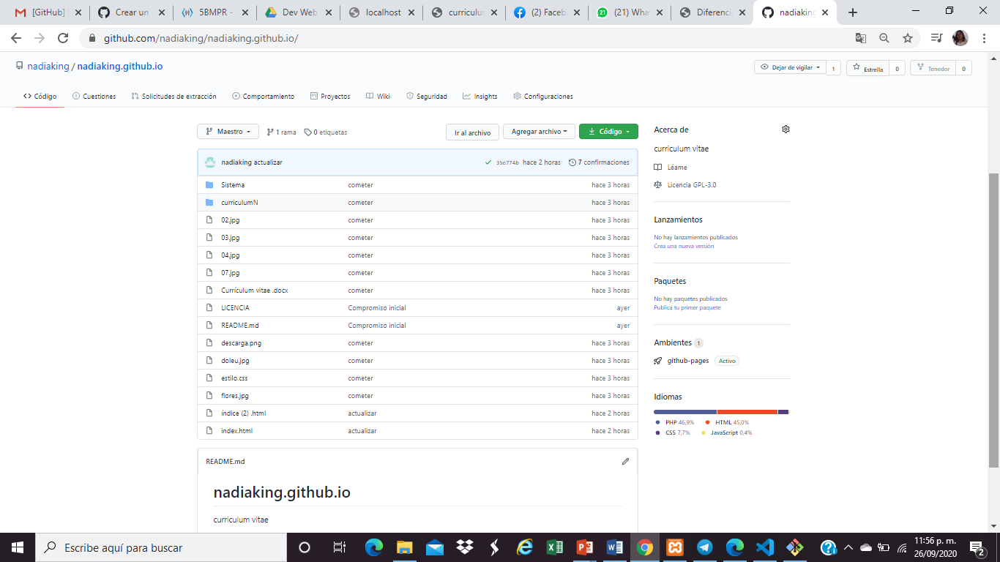 [GitHub]
Crear un
5BMPR -
Dev Web
localhost
curriculu
(2) Faceb
(21) Wha
Diferencia
nadiaking
github.com/nadiaking/nadiaking.github.io/
nadiaking / nadiaking.github.io
Dejar de vigilar 1
Estrella 0
Tenedor 0
Código Cuestiones Solicitudes de extracción Comportamiento Proyectos Wiki Seguridad Insights Configuraciones
Maestro 1 rama 0 etiquetas Ir al archivo Agregar archivo Código
nadiaking actualizar 35e774b hace 2 horas 7 confirmaciones
Sistema cometer hace 3 horas
curriculumN cometer hace 3 horas
02.jpg cometer hace 3 horas
03.jpg cometer hace 3 horas
04.jpg cometer hace 3 horas
07.jpg cometer hace 3 horas
Currículum vitae .docx cometer hace 3 horas
LICENCIA Compromiso inicial ayer
README.md Compromiso inicial ayer
descarga.png cometer hace 3 horas
doleu.jpg cometer hace 3 horas
estilo.css cometer hace 3 horas
flores.jpg cometer hace 3 horas
índice (2) .html actualizar hace 2 horas
index.html actualizar hace 2 horas
README.md
nadiaking.github.io
curriculum vitae
Acerca de
curriculum vitae
Léame
Licencia GPL-3.0
Lanzamientos
No hay lanzamientos publicados
Crea una nueva versión
Paquetes
No hay paquetes publicados
Publica tu primer paquete
Ambientes 1
github-pages Activo
Idiomas
PHP 46,9% HTML 45,0%
CSS 7,7% JavaScript 0,4%
Escribe aquí para buscar
11:56 p. m.
26/09/2020
2